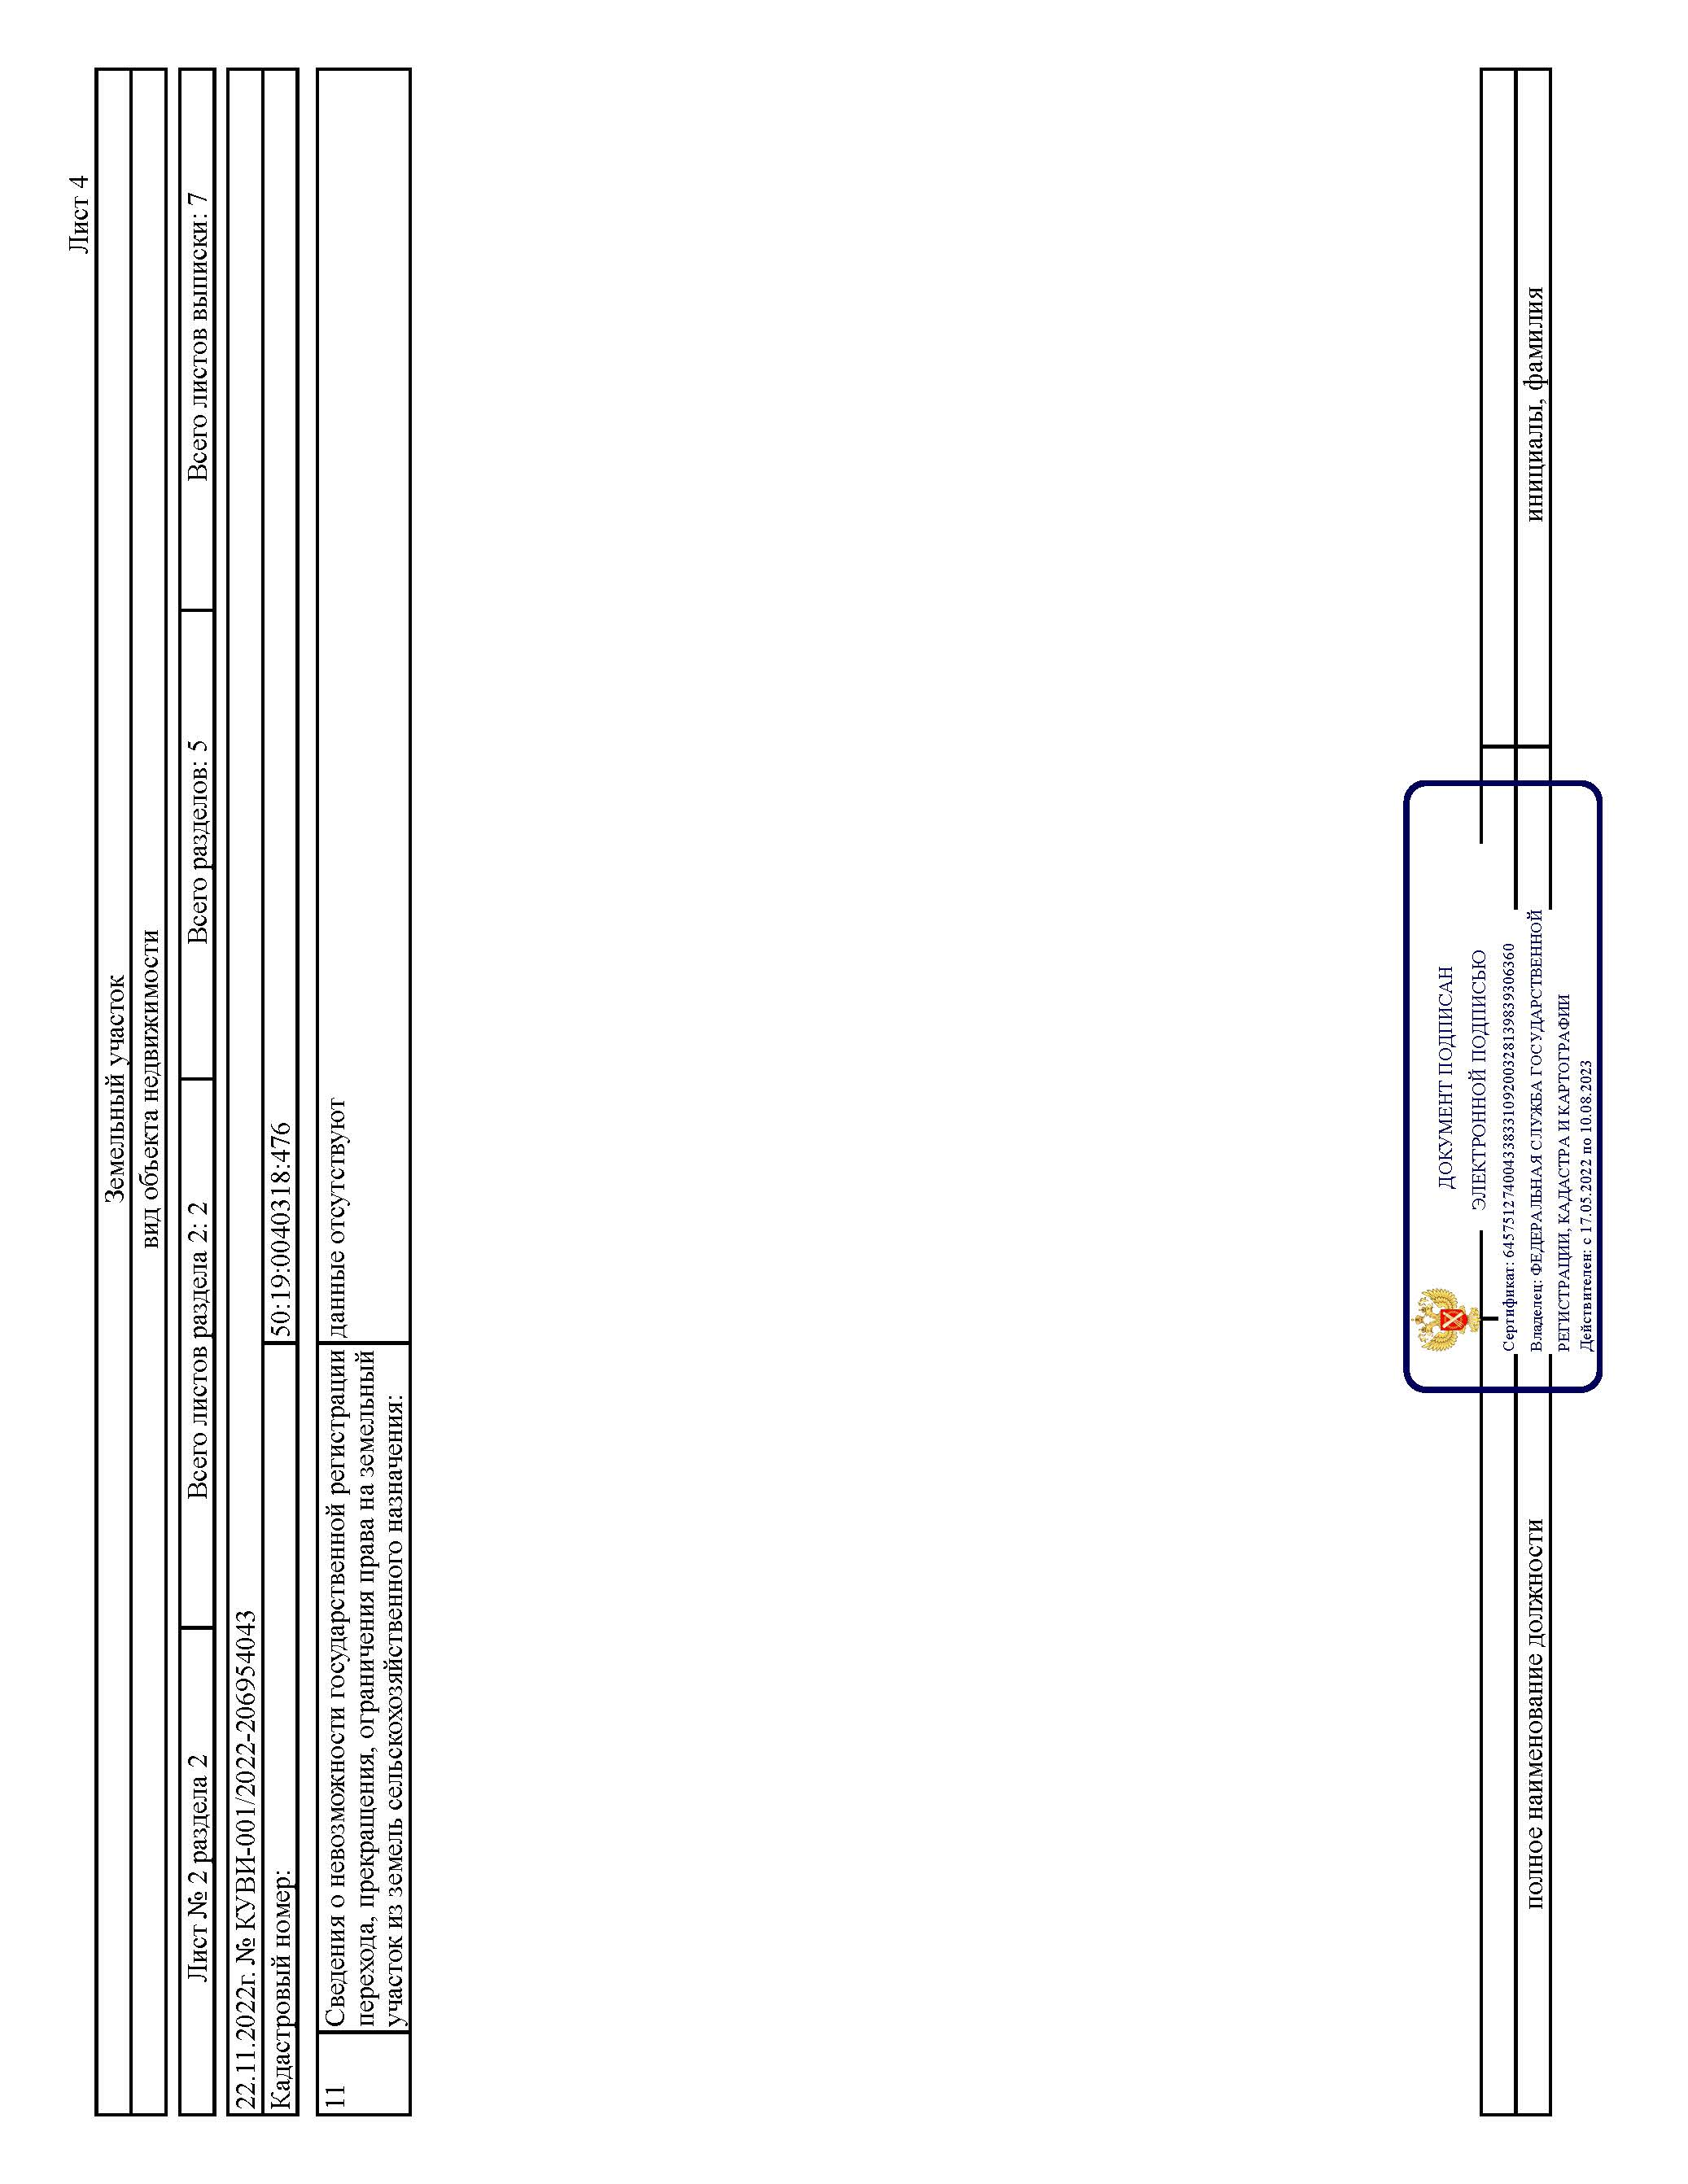 Лист 4
Земельный участок
вид объекта недвижимости
Лист № 2 раздела 2
Всего листов раздела 2: 2
Всего разделов: 5
Всего листов выписки: 7
22.11.2022г. № КУВИ-001/2022-206954043
Кадастровый номер:
50:19:0040318:476
11
Сведения о невозможности государственной регистрации
перехода, прекращения, ограничения права на земельный
участок из земель сельскохозяйственного назначения:
данные отсутствуют
полное наименование должности
ДОКУМЕНТ ПОДПИСАН
ЭЛЕКТРОННОЙ ПОДПИСЬЮ
Сертификат: 64575127400433833109200328139839306360
Владелец: ФЕДЕРАЛЬНАЯ СЛУЖБА ГОСУДАРСТВЕННОЙ
РЕГИСТРАЦИИ, КАДАСТРА И КАРТОГРАФИИ
Действителен: с 17.05.2022 по 10.08.2023
инициалы, фамилия